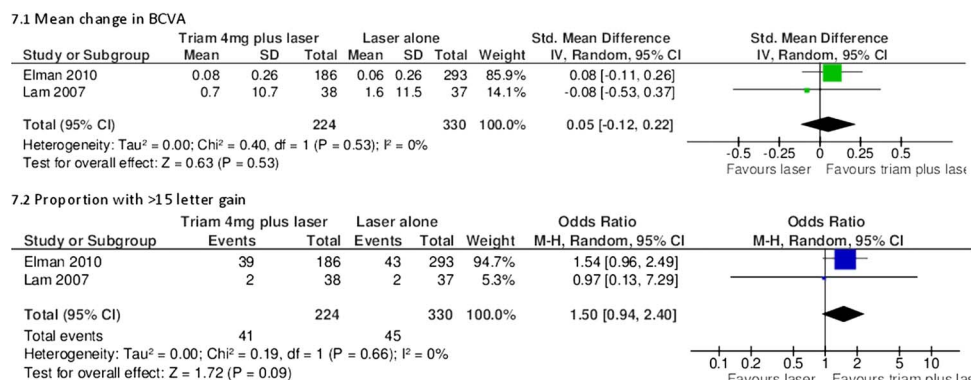 7.1 Mean change in BCVA
Triam 4mg plus laser Laser alone Std. Mean Difference Std. Mean Difference
Study or Subgroup Mean SD Total Mean SD Total Weight IV, Random, 95% CI IV, Random, 95% CI
Elman 2010 0.08 0.26 186 0.06 0.26 293 85.9% 0.08 [-0.11, 0.26]
Lam 2007 0.7 10.7 38 1.6 11.5 37 14.1% -0.08 [-0.53, 0.37]
Total (95% CI) 224 330 100.0% 0.05 [-0.12, 0.22]
Heterogeneity: Tau² = 0.00; Chi² = 0.40, df = 1 (P = 0.53); I² = 0%
Test for overall effect: Z = 0.63 (P = 0.53)
-0.5 -0.25 0 0.25 0.5
Favours laser Favours triam plus lase
7.2 Proportion with >15 letter gain
Triam 4mg plus laser Laser alone Odds Ratio Odds Ratio
Study or Subgroup Events Total Events Total Weight M-H, Random, 95% CI M-H, Random, 95% CI
Elman 2010 39 186 43 293 94.7% 1.54 [0.96, 2.49]
Lam 2007 2 38 2 37 5.3% 0.97 [0.13, 7.29]
Total (95% CI) 224 330 100.0% 1.50 [0.94, 2.40]
Total events 41 45
Heterogeneity: Tau² = 0.00; Chi² = 0.19, df = 1 (P = 0.66); I² = 0%
Test for overall effect: Z = 1.72 (P = 0.09)
0.1 0.2 0.5 1 2 5 10
Favours laser Favours triam plus las